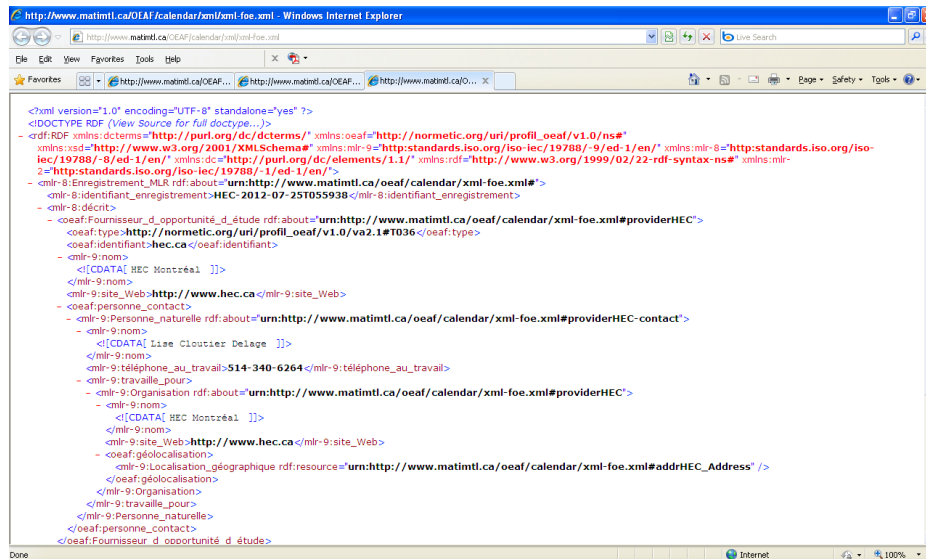 http://www.matimtl.ca/OEAF/calendar/xml/xml-foe.xml - Windows Internet Explorer
http://www.matimtl.ca/OEAF/calendar/xml/xml-foe.xml
Live Search
File Edit View Favorites Tools Help
Favorites http://www.matimtl.ca/OEAF... http://www.matimtl.ca/OEAF... http://www.matimtl.ca/O... Page Safety Tools
<?xml version="1.0" encoding="UTF-8" standalone="yes" ?>
<!DOCTYPE RDF (View Source for full doctype...)>
- <rdf:RDF xmlns:dcterms="http://purl.org/dc/dcterms/" xmlns:oeaf="http://normetic.org/uri/profil_oeaf/v1.0/ns#"
xmlns:xsd="http://www.w3.org/2001/XMLSchema#" xmlns:mlr-9="http:standards.iso.org/iso-iec/19788/-9/ed-1/en/" xmlns:mlr-8="http:standards.iso.org/iso-
iec/19788/-8/ed-1/en/" xmlns:dc="http://purl.org/dc/elements/1.1/" xmlns:rdf="http://www.w3.org/1999/02/22-rdf-syntax-ns#" xmlns:mlr-
2="http:standards.iso.org/iso-iec/19788/-1/ed-1/en/">
- <mlr-8:Enregistrement_MLR rdf:about="urn:http://www.matimtl.ca/oeaf/calendar/xml-foe.xml#">
<mlr-8:identifiant_enregistrement>HEC-2012-07-25T055938</mlr-8:identifiant_enregistrement>
- <mlr-8:décrit>
- <oeaf:Fournisseur_d_opportunité_d_étude rdf:about="urn:http://www.matimtl.ca/oeaf/calendar/xml-foe.xml#providerHEC">
<oeaf:type>http://normetic.org/uri/profil_oeaf/v1.0/va2.1#T036</oeaf:type>
<oeaf:identifiant>hec.ca</oeaf:identifiant>
- <mlr-9:nom>
<![CDATA[ HEC Montréal ]]>
</mlr-9:nom>
<mlr-9:site_Web>http://www.hec.ca</mlr-9:site_Web>
- <oeaf:personne_contact>
- <mlr-9:Personne_naturelle rdf:about="urn:http://www.matimtl.ca/oeaf/calendar/xml-foe.xml#providerHEC-contact">
- <mlr-9:nom>
<![CDATA[ Lise Cloutier Delage ]]>
</mlr-9:nom>
<mlr-9:téléphone_au_travail>514-340-6264</mlr-9:téléphone_au_travail>
- <mlr-9:travaille_pour>
- <mlr-9:Organisation rdf:about="urn:http://www.matimtl.ca/oeaf/calendar/xml-foe.xml#providerHEC">
- <mlr-9:nom>
<![CDATA[ HEC Montréal ]]>
</mlr-9:nom>
<mlr-9:site_Web>http://www.hec.ca</mlr-9:site_Web>
- <oeaf:géolocalisation>
<mlr-9:Localisation_géographique rdf:resource="urn:http://www.matimtl.ca/oeaf/calendar/xml-foe.xml#addrHEC_Address" />
</oeaf:géolocalisation>
</mlr-9:Organisation>
</mlr-9:travaille_pour>
</mlr-9:Personne_naturelle>
</oeaf:personne_contact>
</oeaf:Fournisseur_d_opportunité_d_étude>
Done Internet 100%